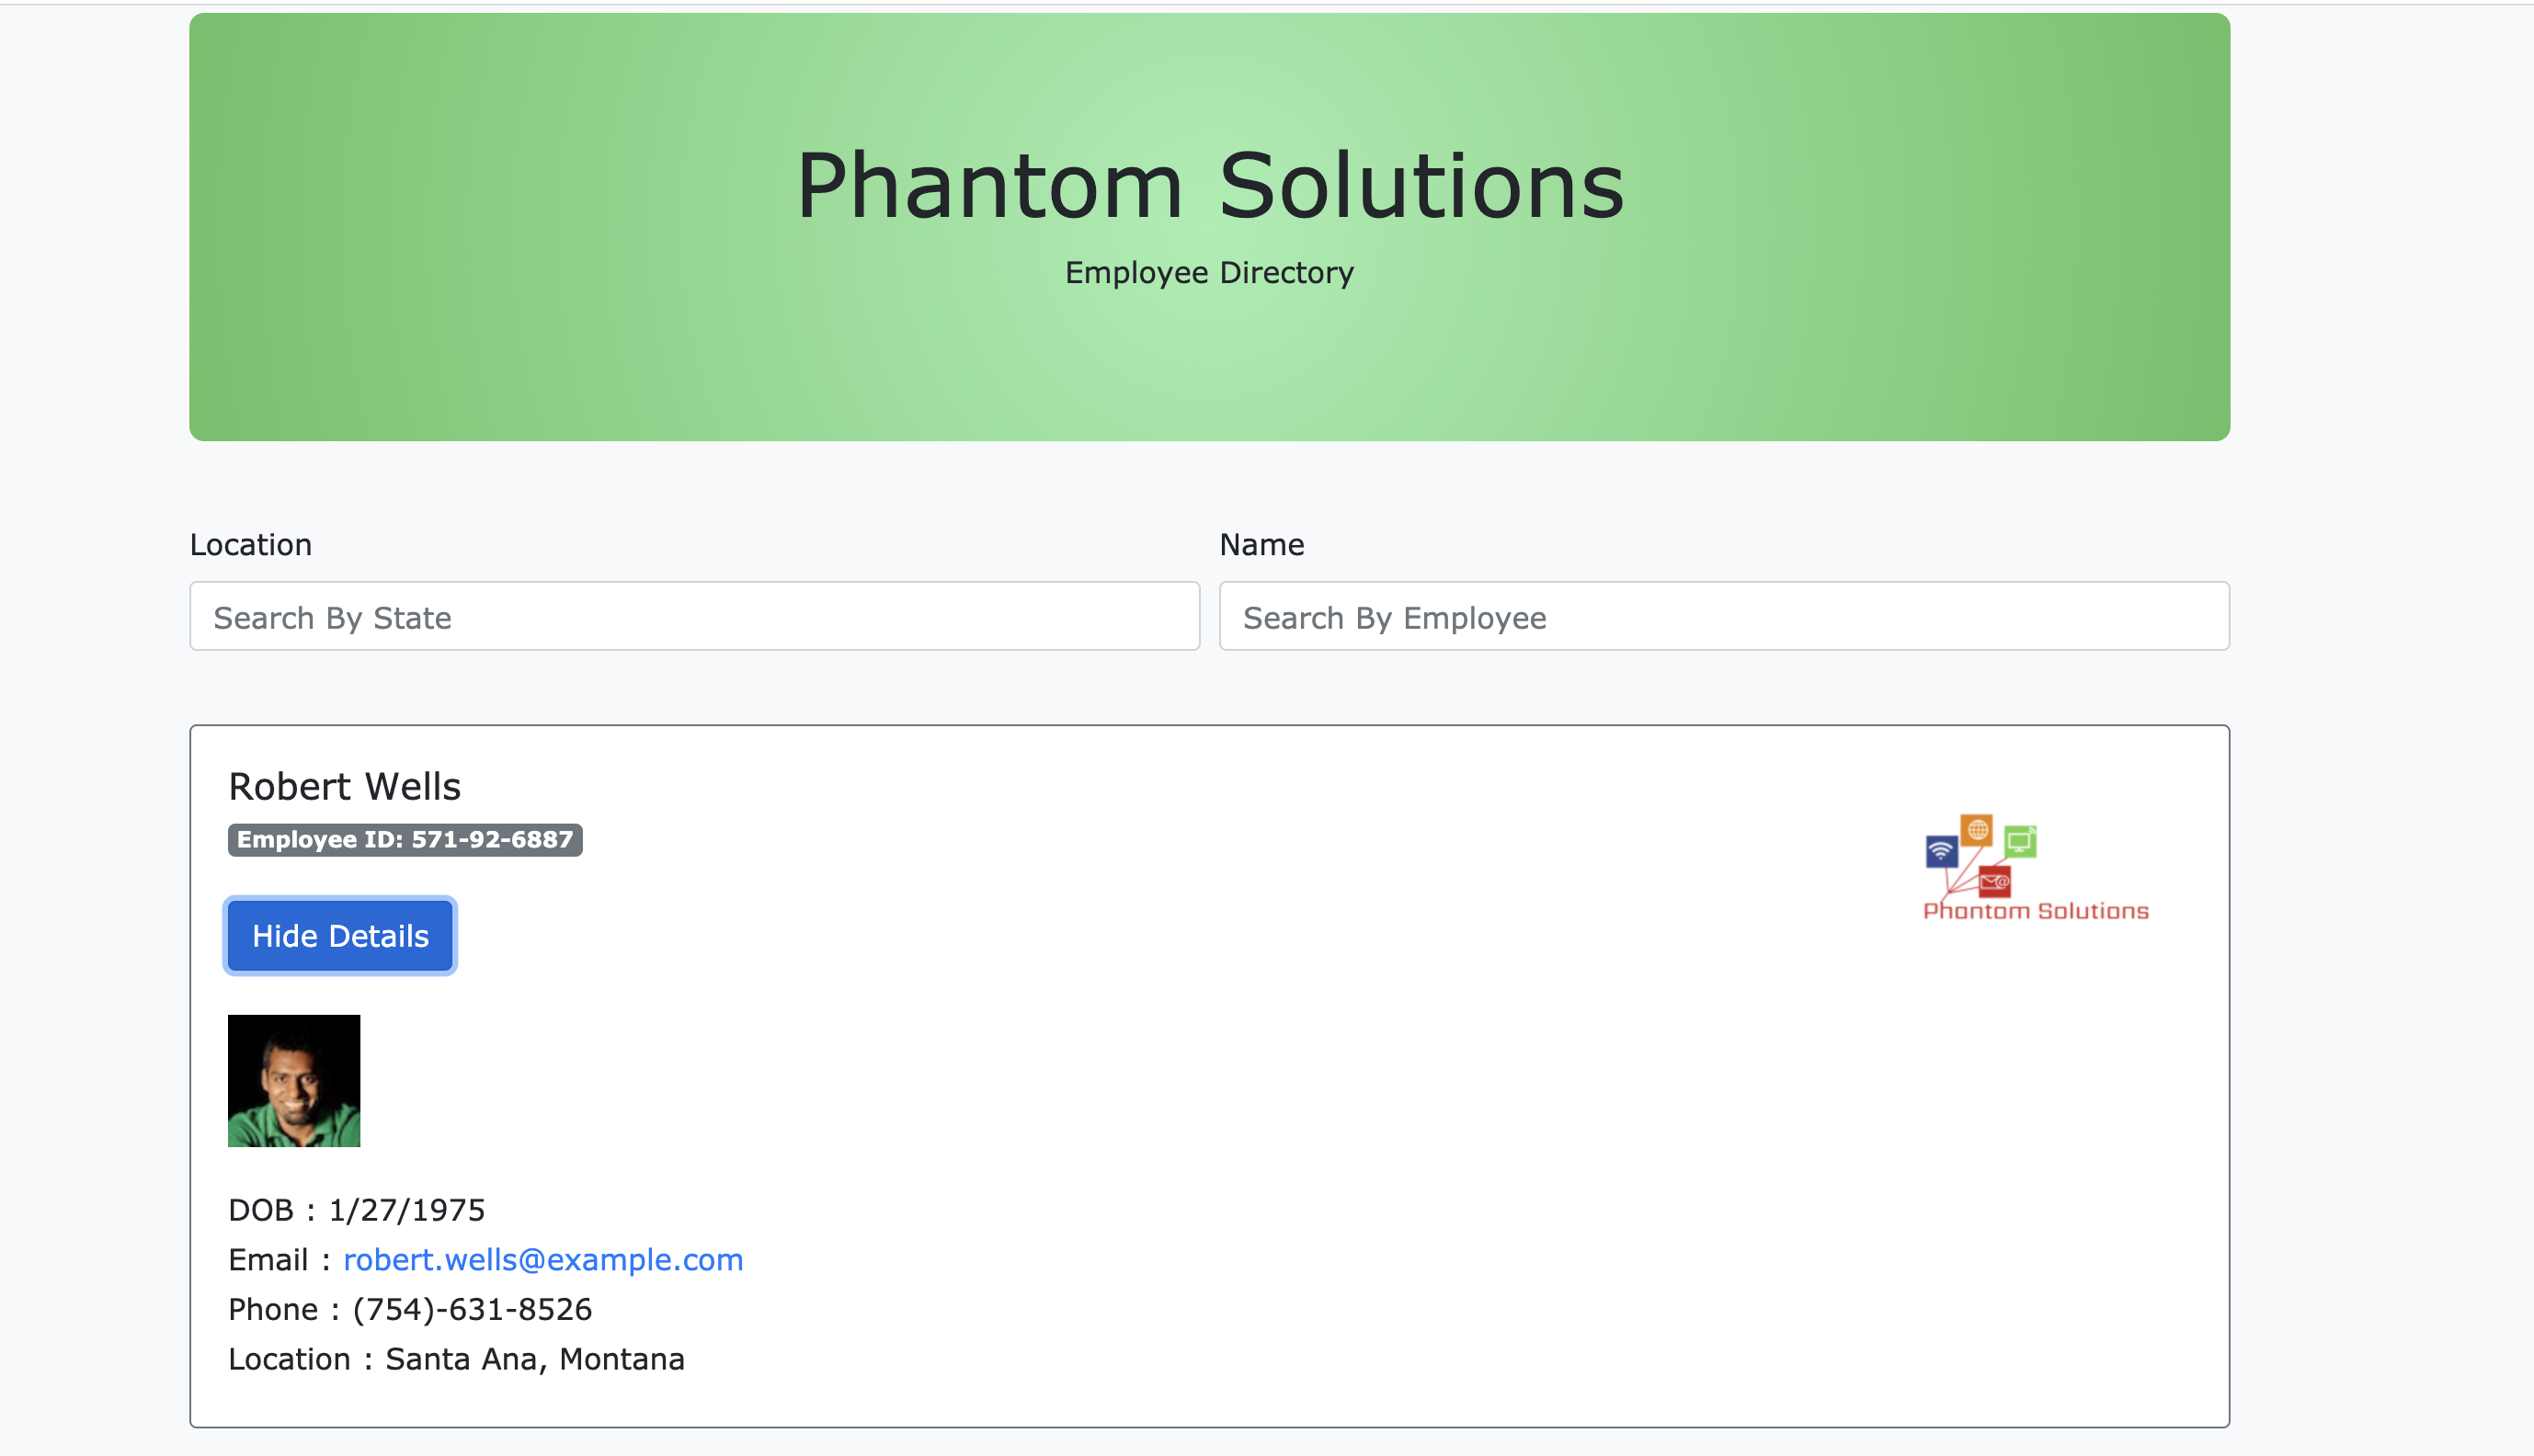 Phantom Solutions
Employee Directory
Location
Name
Search By State
Search By Employee
Robert Wells
Employee ID: 571-92-6887
Phantom Solutions
Hide Details
DOB : 1/27/1975
Email : robert.wells@example.com
Phone : (754)-631-8526
Location : Santa Ana, Montana